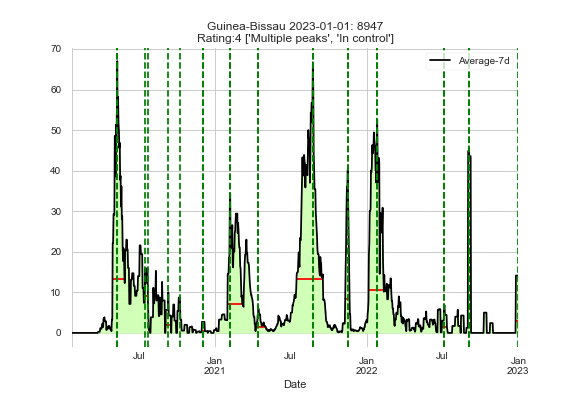 Guinea-Bissau 2023-01-01: 8947
Rating:4 ['Multiple peaks', 'In control']
Average-7d
70
60
50
40
30
20
10
0
Jul
Jan
2021
Jul
Jan
2022
Jul
Jan
2023
Date